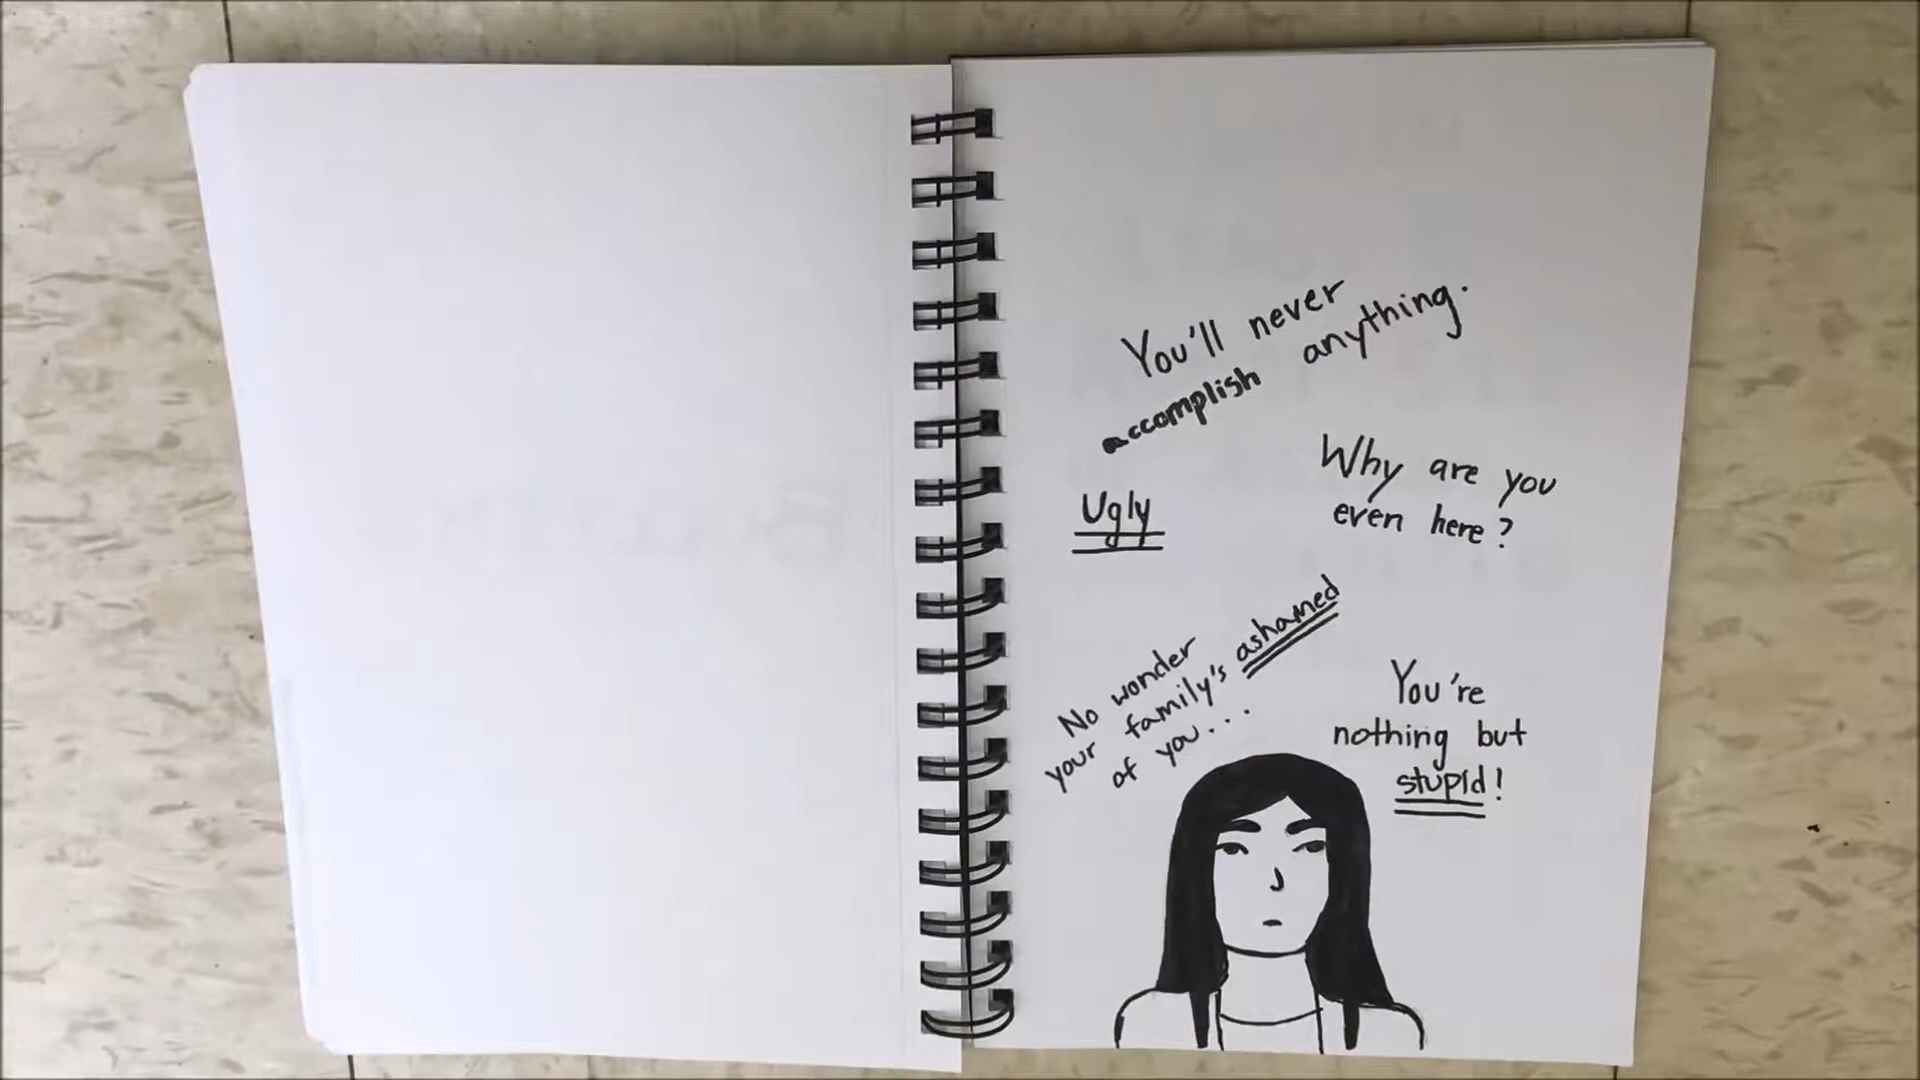 You'll never
accomplish anything.
Why are you
even here?
Ugly
No wonder
your family's ashamed
of you...
You're
nothing but
stupid!